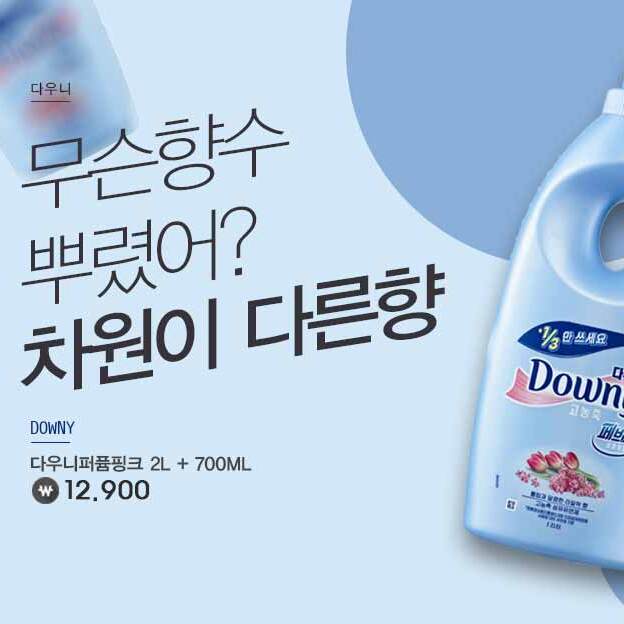 다우니
무슨향수
뿌렸어?
차원이 다른향
DOWNY
다우니퍼퓸핑크 2L + 700ML
₩ 12,900
1/3 만 쓰세요
Downy
고농축